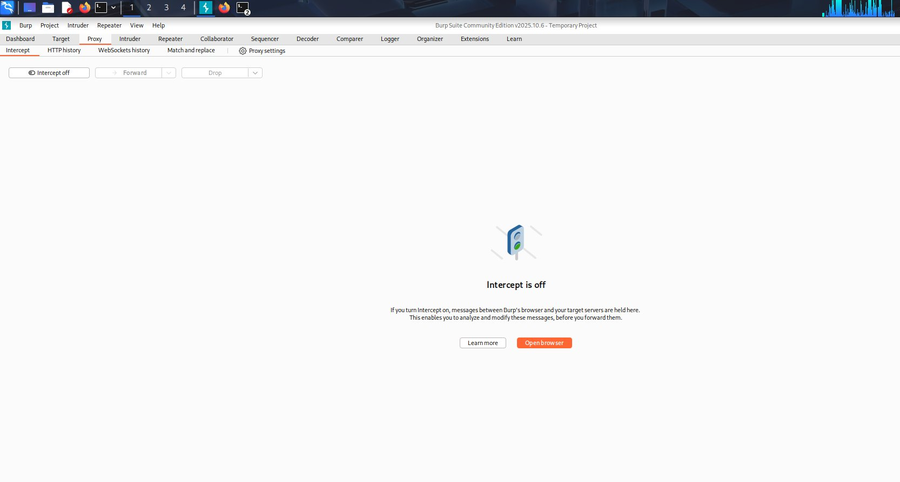 1 2 3 4 2
Burp Project Intruder Repeater View Help Burp Suite Community Edition v2025.10.6 - Temporary Project
Dashboard Target Proxy Intruder Repeater Collaborator Sequencer Decoder Comparer Logger Organizer Extensions Learn
Intercept HTTP history WebSockets history Match and replace Proxy settings
Intercept off Forward Drop
Intercept is off
If you turn Intercept on, messages between Burp's browser and your target servers are held here.
This enables you to analyze and modify these messages, before you forward them.
Learn more Open browser